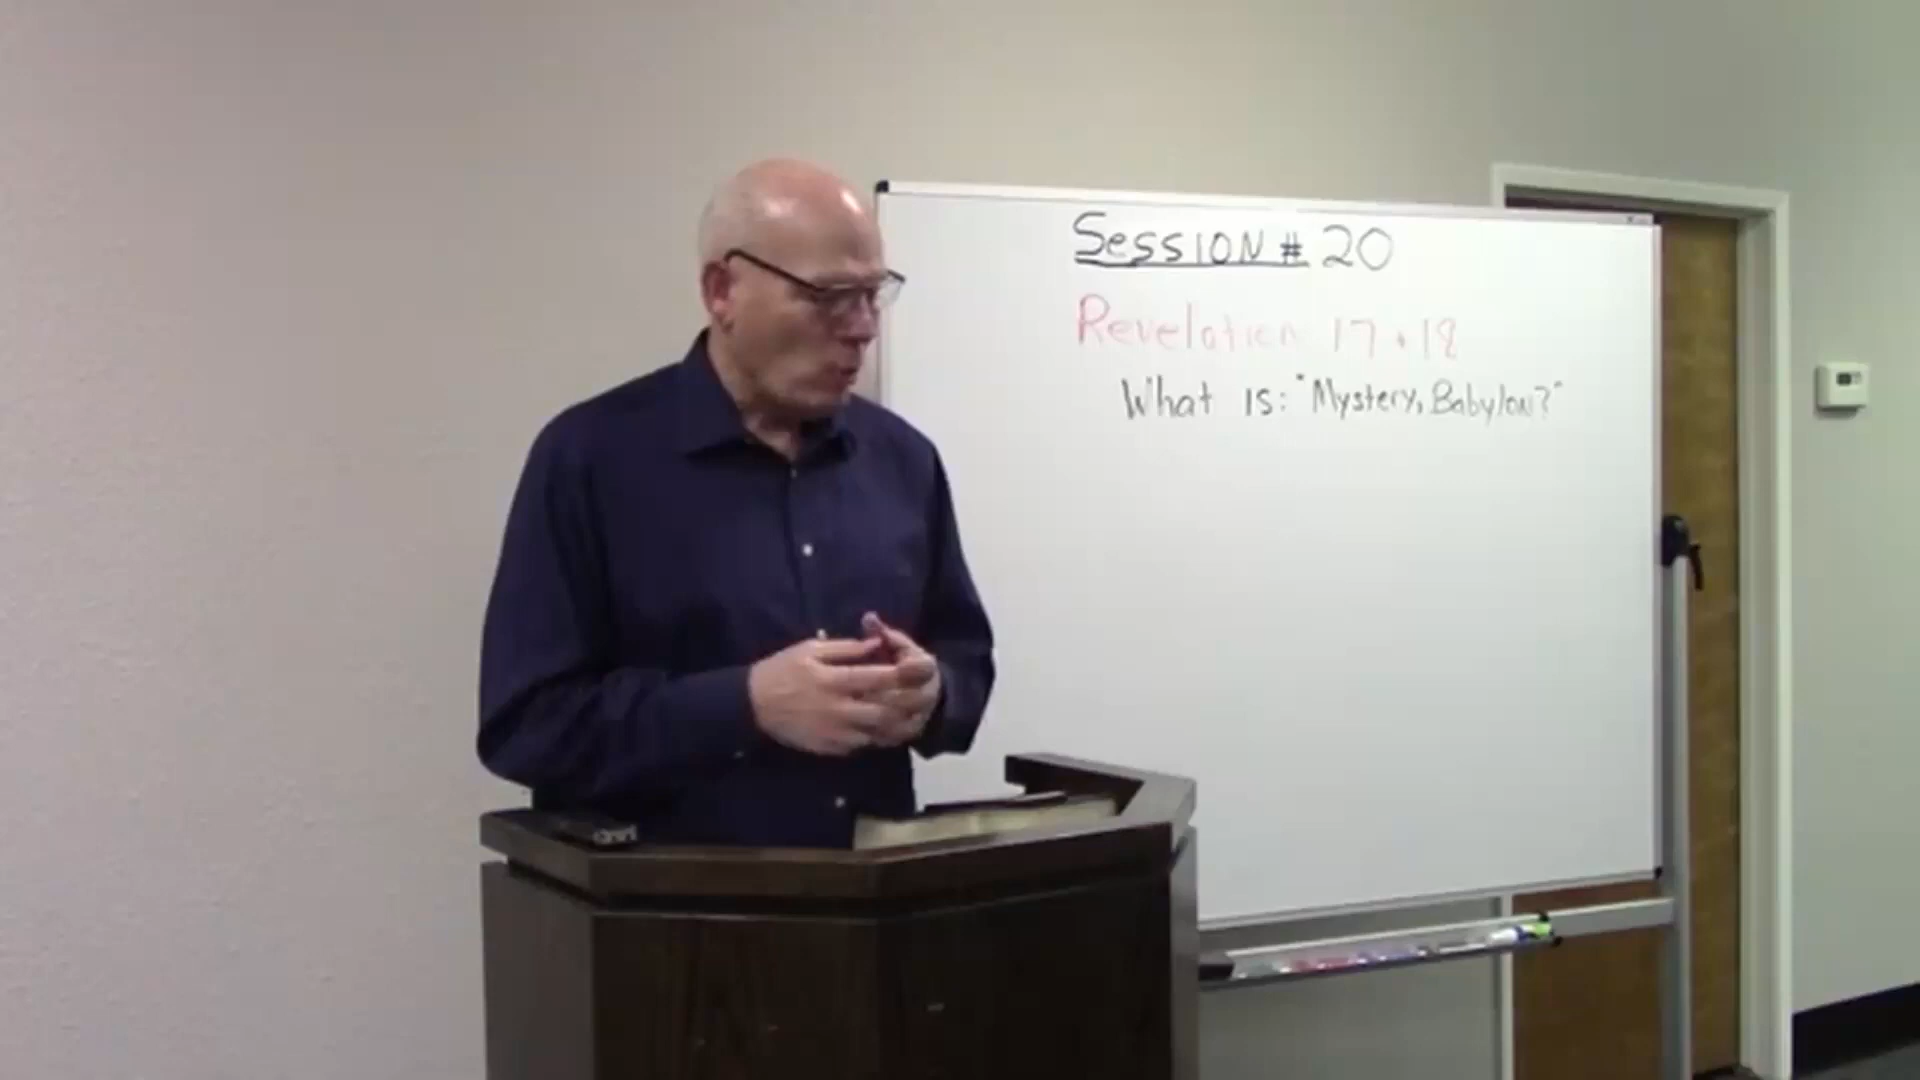 Session # 20
Revelation 17 + 18
What is: "Mystery, Babylon?"